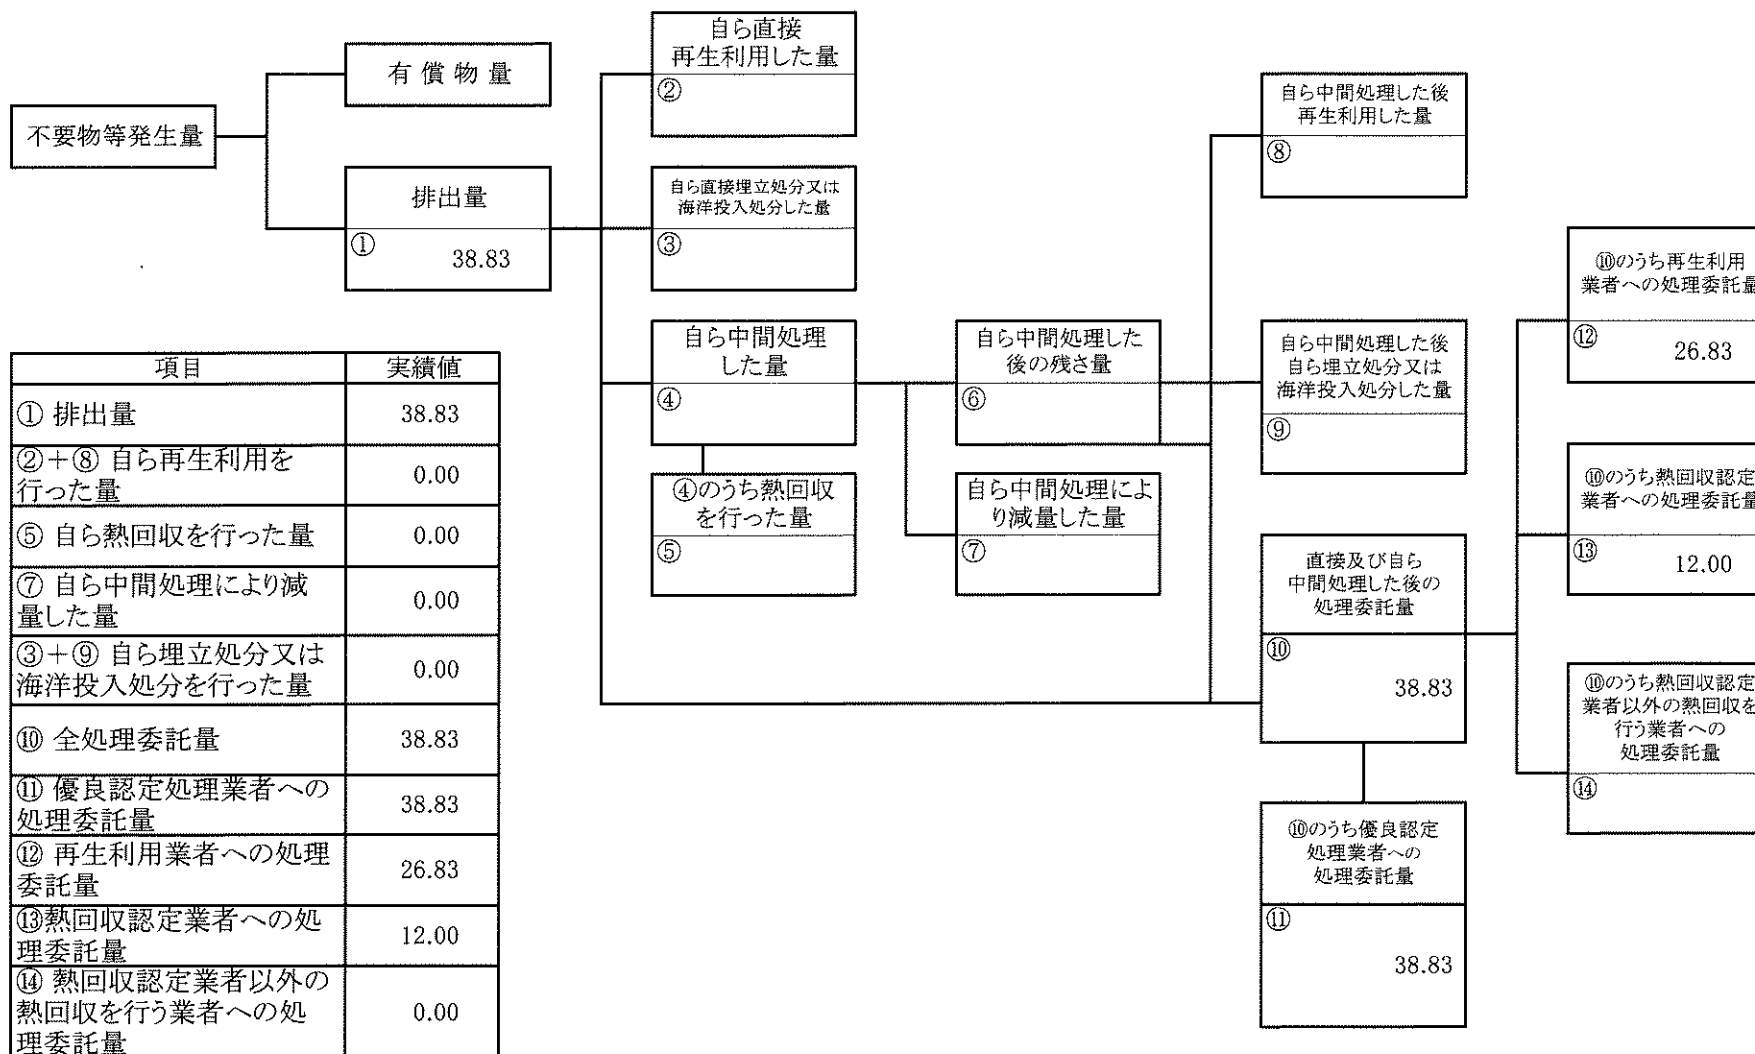 不要物等発生量
有償物量
排出量
①
38.83
自ら直接
再生利用した量
②
自ら直接埋立処分又は
海洋投入処分した量
③
自ら中間処理
した量
④
④のうち熱回収
を行った量
⑤
自ら中間処理した
後の残さ量
⑥
自ら中間処理によ
り減量した量
⑦
自ら中間処理した後
再生利用した量
⑧
自ら中間処理した後
自ら埋立処分又は
海洋投入処分した量
⑨
直接及び自ら
中間処理した後の
処理委託量
⑩
38.83
⑩のうち優良認定
処理業者への
処理委託量
⑪
38.83
⑩のうち再生利用
業者への処理委託量
⑫
26.83
⑩のうち熱回収認定
業者への処理委託量
⑬
12.00
⑩のうち熱回収認定
業者以外の熱回収を
行う業者への
処理委託量
⑭
項目 実績値
① 排出量 38.83
②+⑧ 自ら再生利用を
行った量 0.00
⑤ 自ら熱回収を行った量 0.00
⑦ 自ら中間処理により減
量した量 0.00
③+⑨ 自ら埋立処分又は
海洋投入処分を行った量 0.00
⑩ 全処理委託量 38.83
⑪ 優良認定処理業者への
処理委託量 38.83
⑫ 再生利用業者への処理
委託量 26.83
⑬熱回収認定業者への処
理委託量 12.00
⑭ 熱回収認定業者以外の
熱回収を行う業者への処
理委託量 0.00